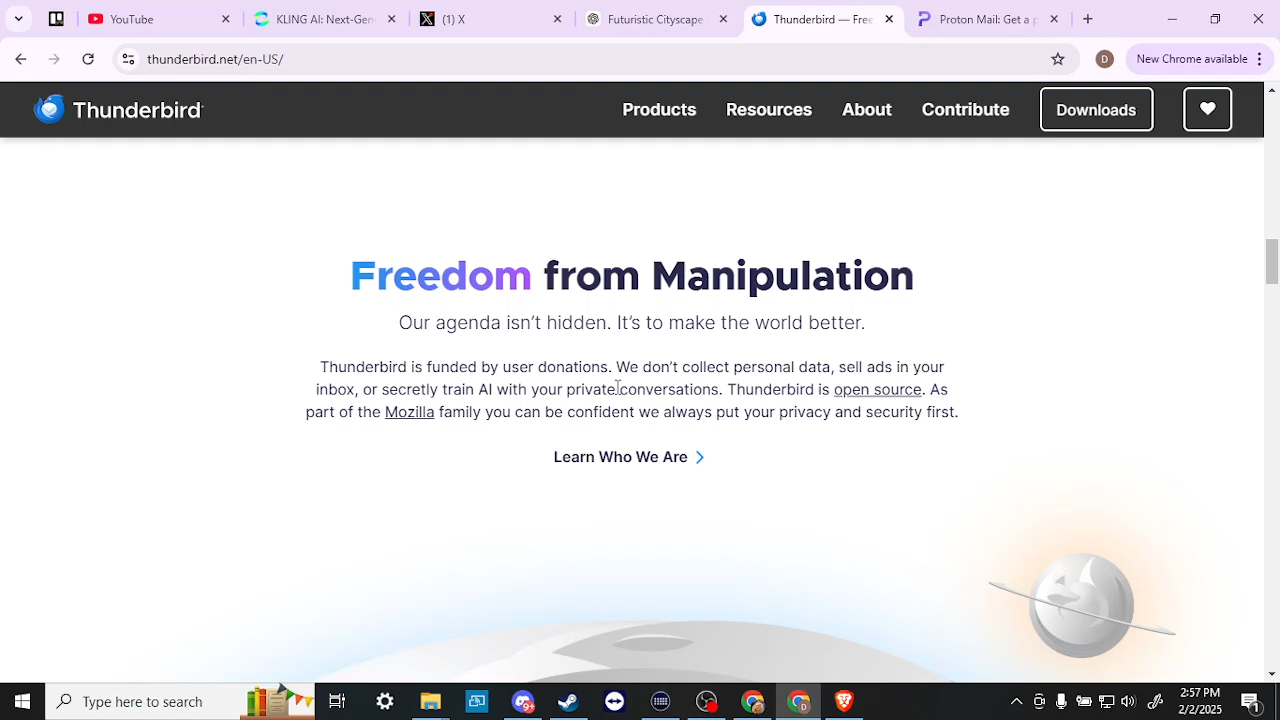 YouTube
KLING AI: Next-Gen
(1) X
Futuristic Cityscape
Thunderbird — Free
Proton Mail: Get a p
thunderbird.net/en-US/
D
New Chrome available
Thunderbird
Products
Resources
About
Contribute
Downloads
Freedom from Manipulation
Our agenda isn't hidden. It's to make the world better.
Thunderbird is funded by user donations. We don't collect personal data, sell ads in your
inbox, or secretly train AI with your private conversations. Thunderbird is open source. As
part of the Mozilla family you can be confident we always put your privacy and security first.
Learn Who We Are
Type here to search
9+
D
2:57 PM
2/2/2025
1